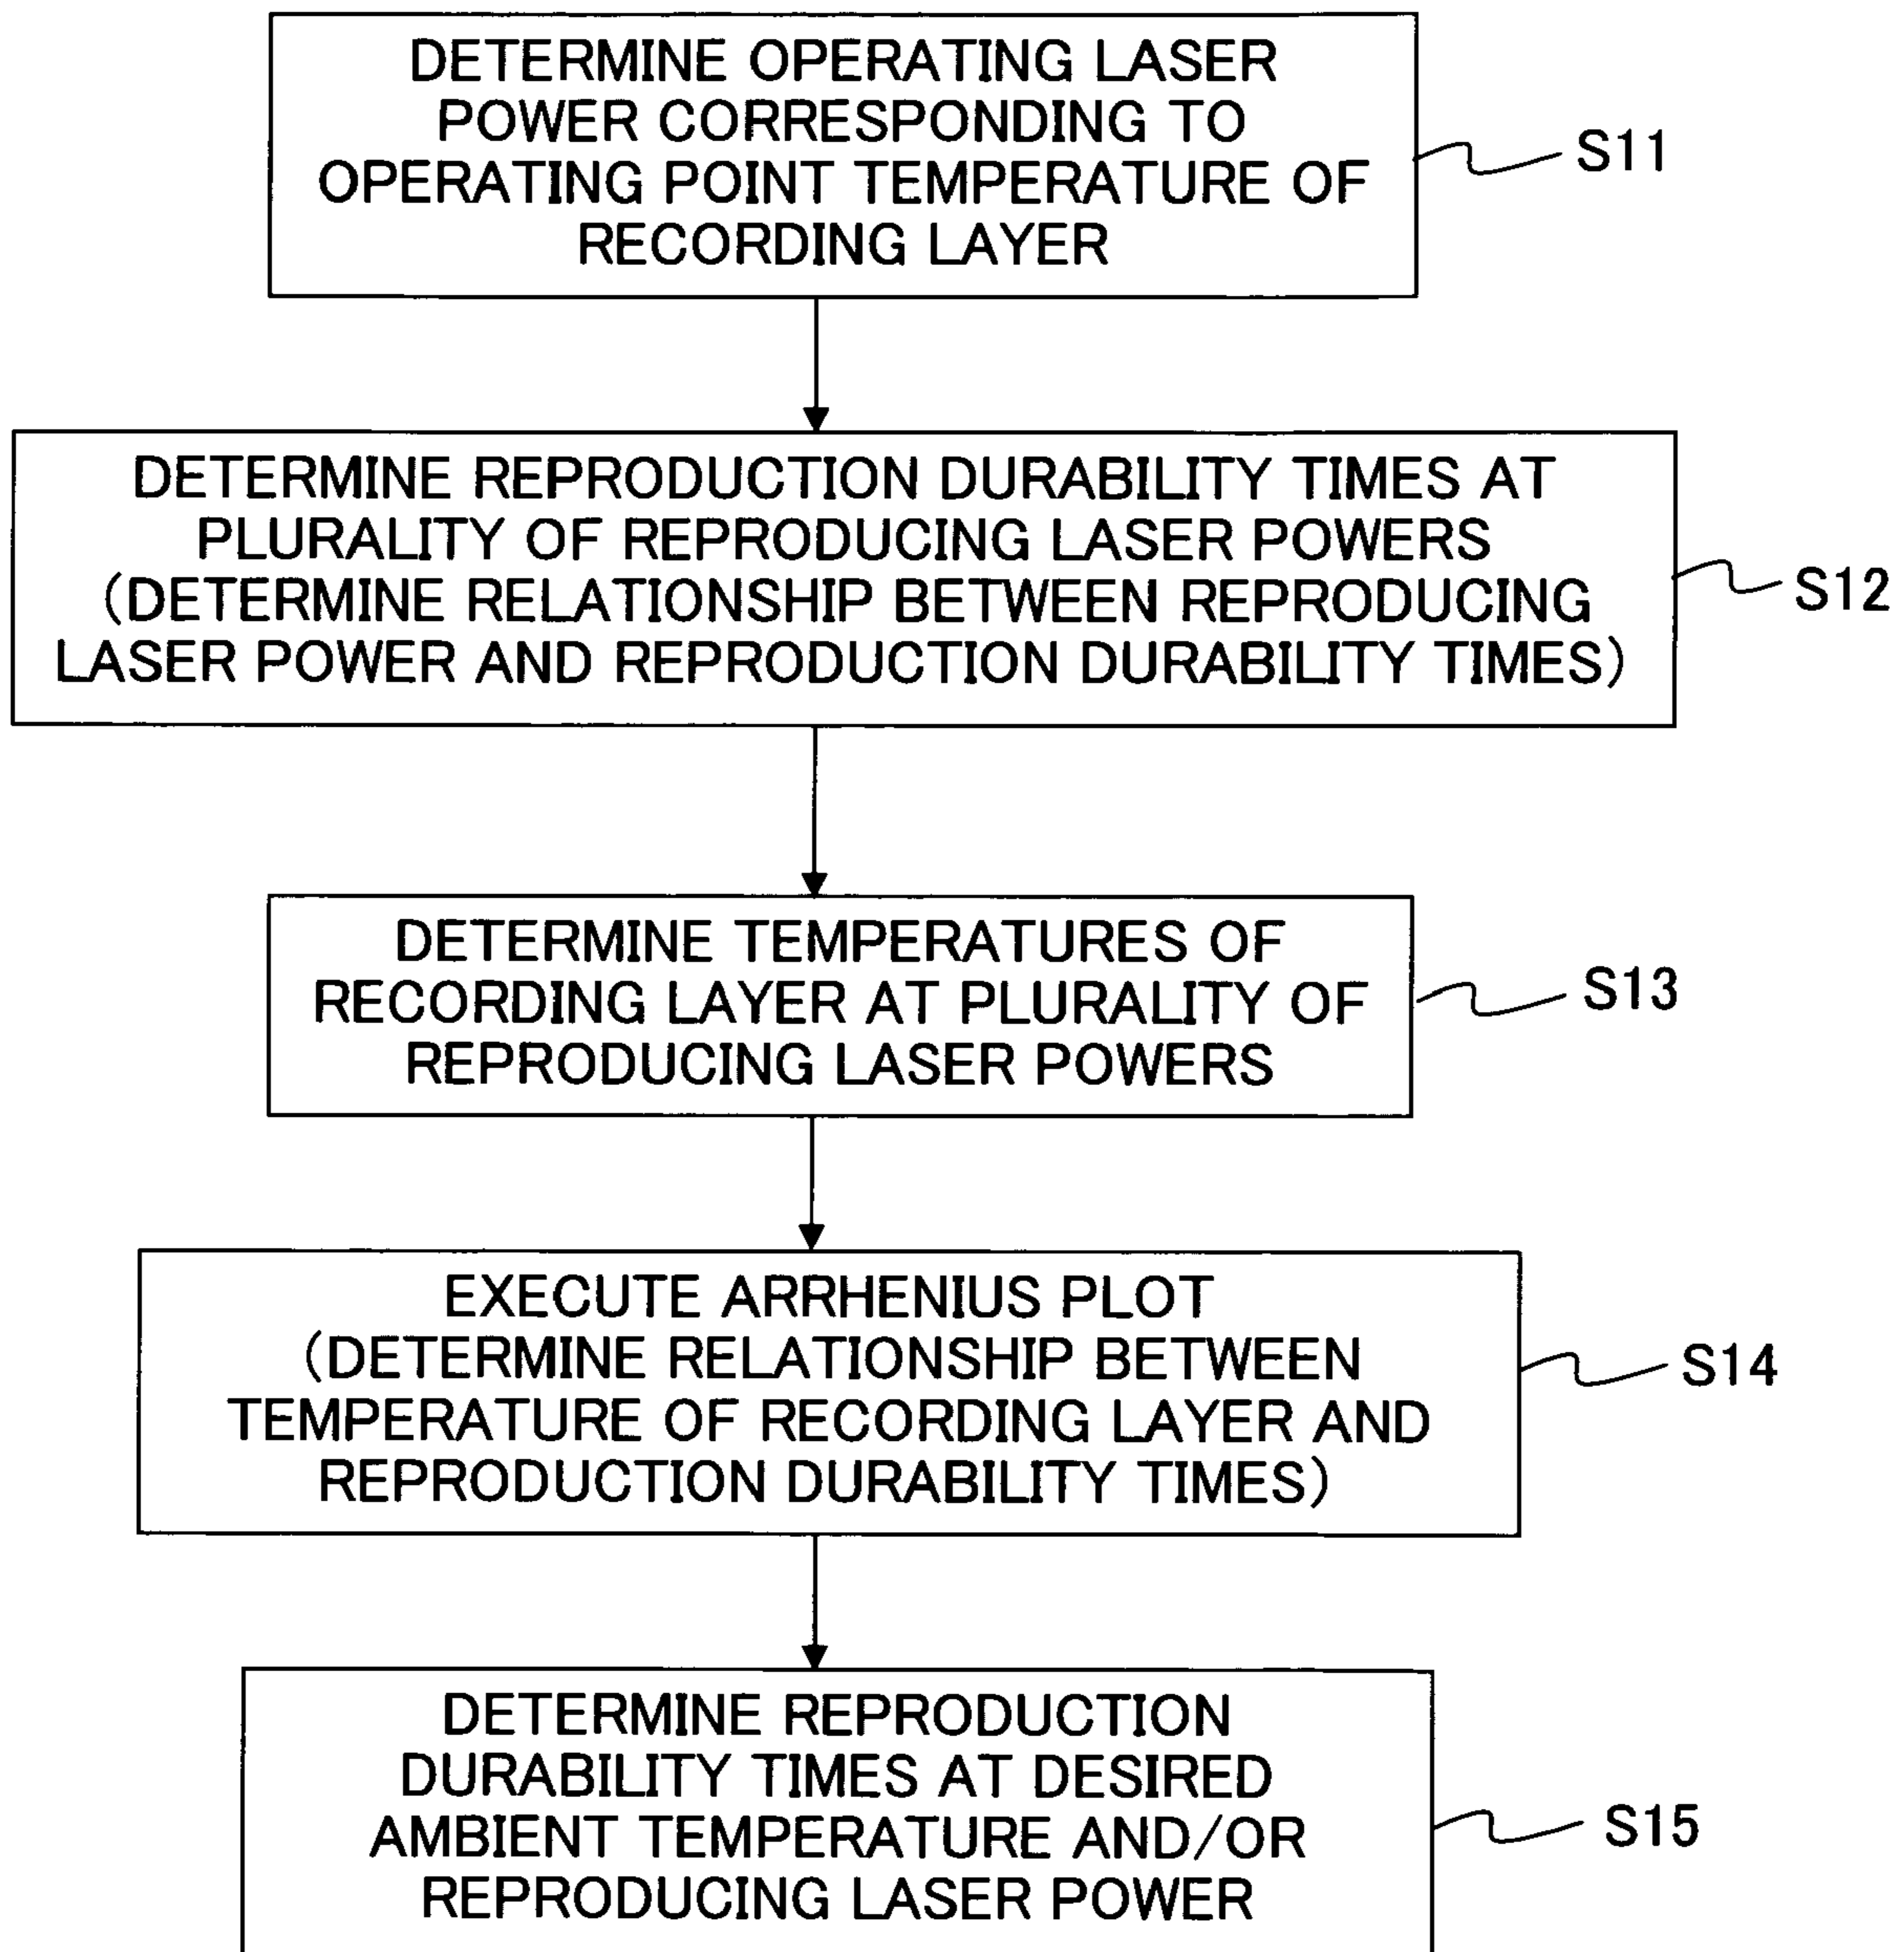 DETERMINE OPERATING LASER
POWER CORRESPONDING TO
OPERATING POINT TEMPERATURE OF
RECORDING LAYER
S11
DETERMINE REPRODUCTION DURABILITY TIMES AT
PLURALITY OF REPRODUCING LASER POWERS
(DETERMINE RELATIONSHIP BETWEEN REPRODUCING
LASER POWER AND REPRODUCTION DURABILITY TIMES)
S12
DETERMINE TEMPERATURES OF
RECORDING LAYER AT PLURALITY OF
REPRODUCING LASER POWERS
S13
EXECUTE ARRHENIUS PLOT
(DETERMINE RELATIONSHIP BETWEEN
TEMPERATURE OF RECORDING LAYER AND
REPRODUCTION DURABILITY TIMES)
S14
DETERMINE REPRODUCTION
DURABILITY TIMES AT DESIRED
AMBIENT TEMPERATURE AND/OR
REPRODUCING LASER POWER
S15